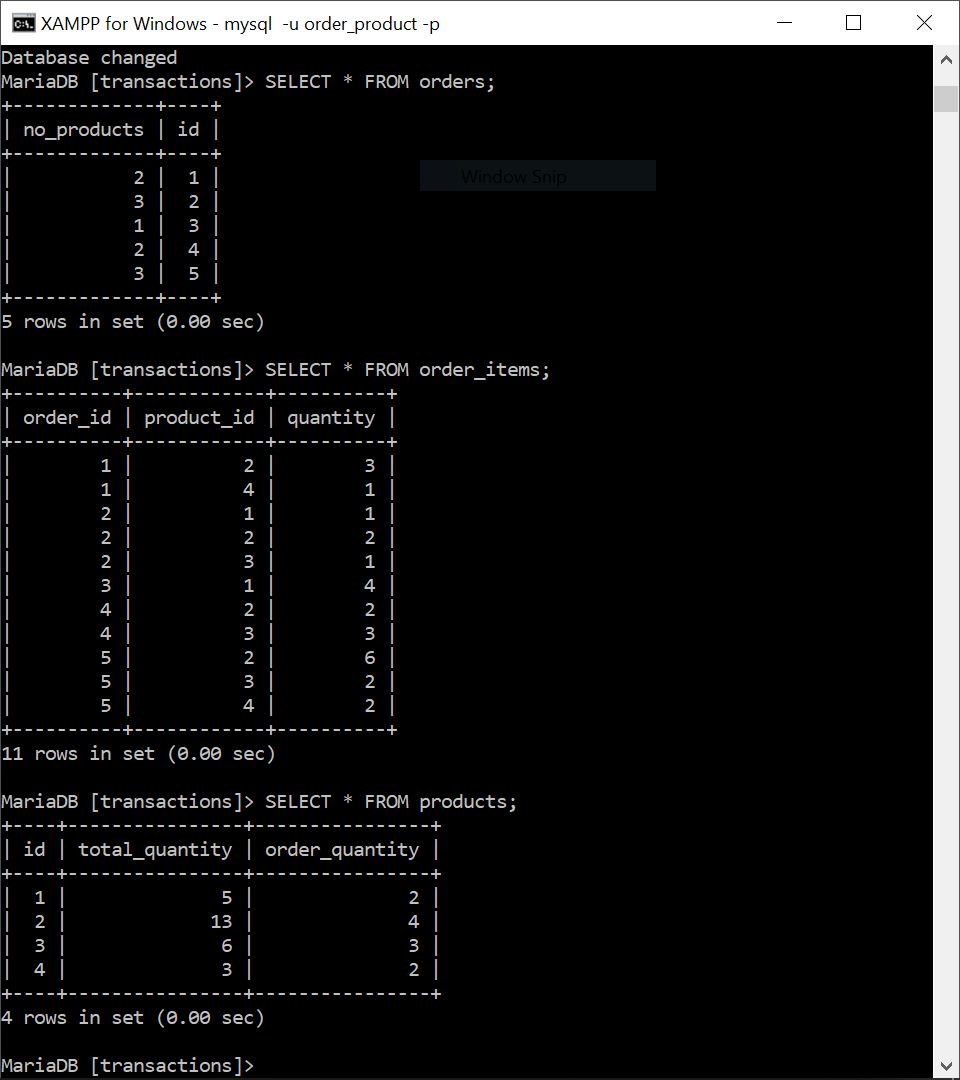 XAMPP for Windows - mysql  -u order_product -p
Database changed
MariaDB [transactions]> SELECT * FROM orders;
+-------------+----+
| no_products | id |
+-------------+----+
|           2 |  1 |
|           3 |  2 |
|           1 |  3 |
|           2 |  4 |
|           3 |  5 |
+-------------+----+
Window Snip
5 rows in set (0.00 sec)
MariaDB [transactions]> SELECT * FROM order_items;
+----------+------------+----------+
| order_id | product_id | quantity |
+----------+------------+----------+
|        1 |          2 |        3 |
|        1 |          4 |        1 |
|        2 |          1 |        1 |
|        2 |          2 |        2 |
|        2 |          3 |        1 |
|        3 |          1 |        4 |
|        4 |          2 |        2 |
|        4 |          3 |        3 |
|        5 |          2 |        6 |
|        5 |          3 |        2 |
|        5 |          4 |        2 |
+----------+------------+----------+
11 rows in set (0.00 sec)
MariaDB [transactions]> SELECT * FROM products;
+----+----------------+----------------+
| id | total_quantity | order_quantity |
+----+----------------+----------------+
|  1 |              5 |              2 |
|  2 |             13 |              4 |
|  3 |              6 |              3 |
|  4 |              3 |              2 |
+----+----------------+----------------+
4 rows in set (0.00 sec)
MariaDB [transactions]>